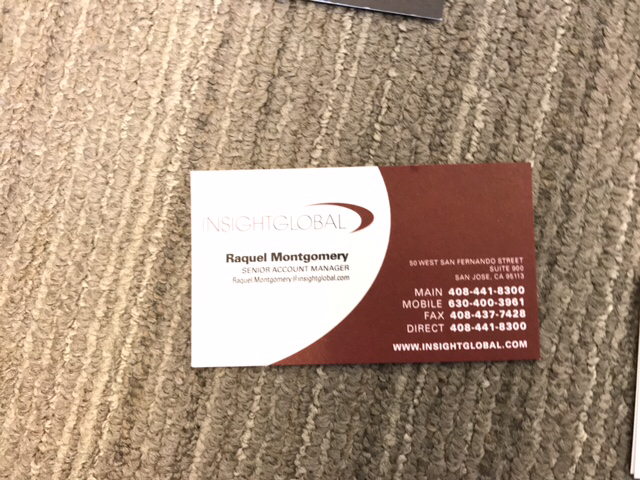 INSIGHTGLOBAL
Raquel Montgomery
SENIOR ACCOUNT MANAGER
Raquel.Montgomery@insightglobal.com
50 WEST SAN FERNANDO STREET
SUITE 900
SAN JOSE, CA 95113
MAIN 408-441-8300
MOBILE 630-400-3961
FAX 408-437-7428
DIRECT 408-441-8300
WWW.INSIGHTGLOBAL.COM